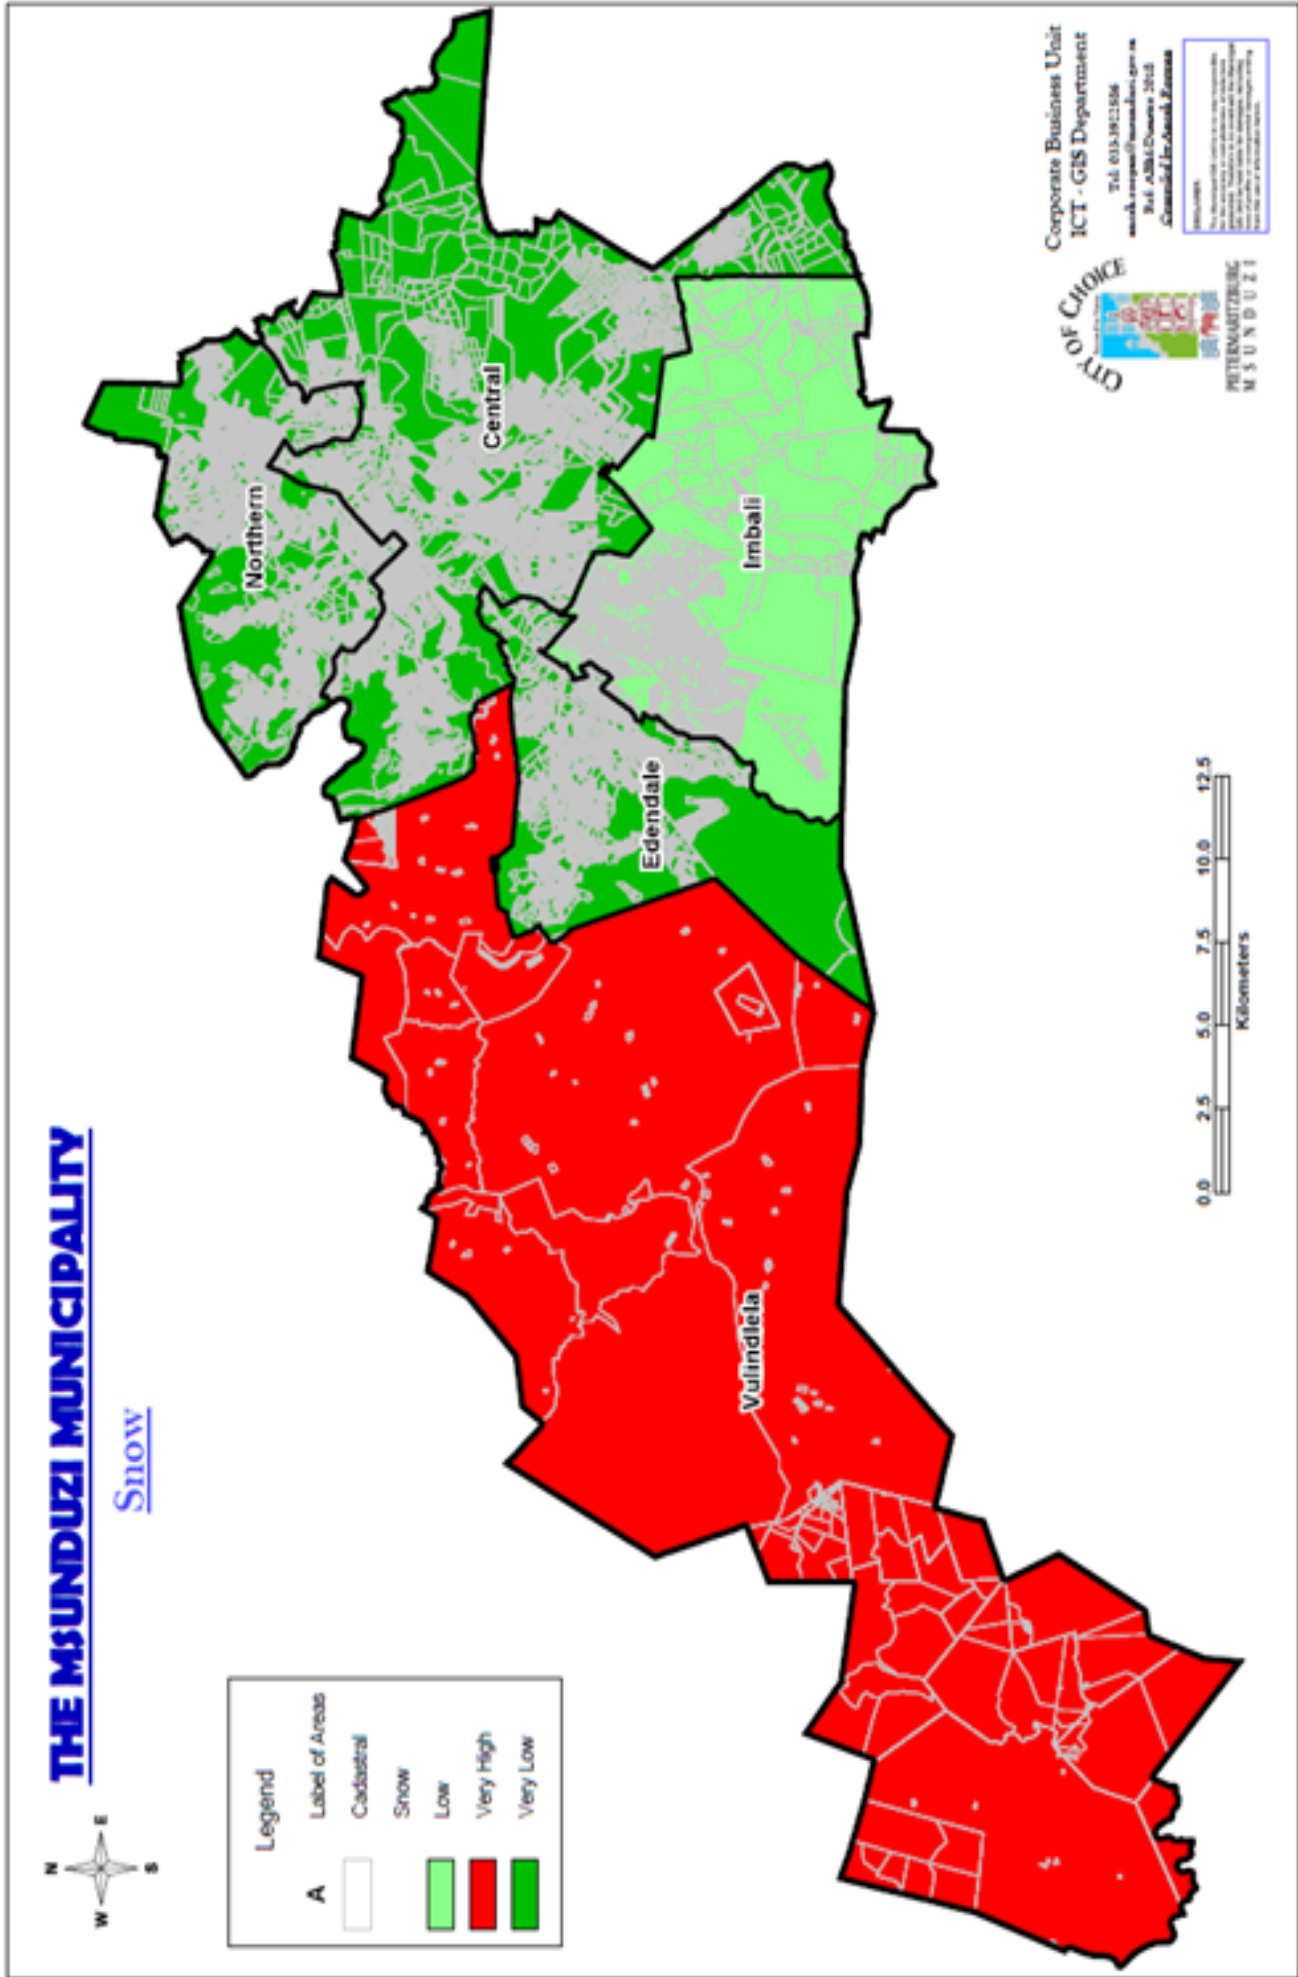 THE MSUNDUZI MUNICIPALITY
Snow
N
W E
S
Legend
A Label of Areas
Cadastral
Snow
Low
Very High
Very Low
Northern
Central
Edendale
Imbali
Vulindlela
0.0 2.5 5.0 7.5 10.0 12.5
Kilometers
CITY OF CHOICE
PIETERMARITZBURG
MSUNDUZI
Corporate Business Unit
ICT - GIS Department